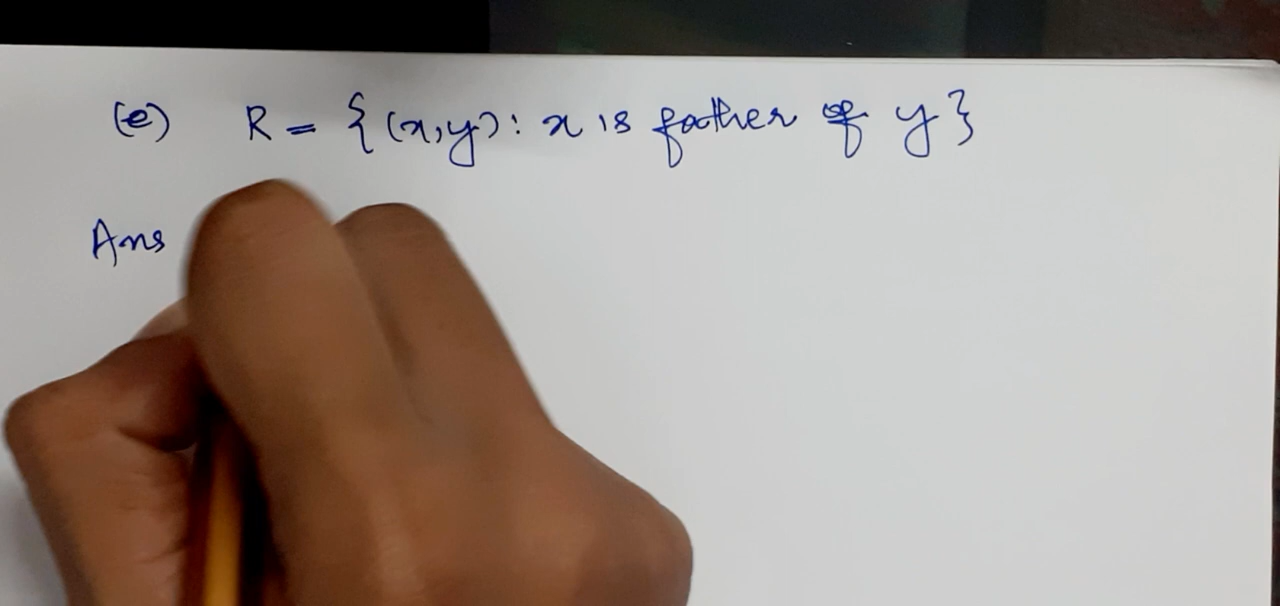 (e) R = {(x,y): x is father of y}
Ans